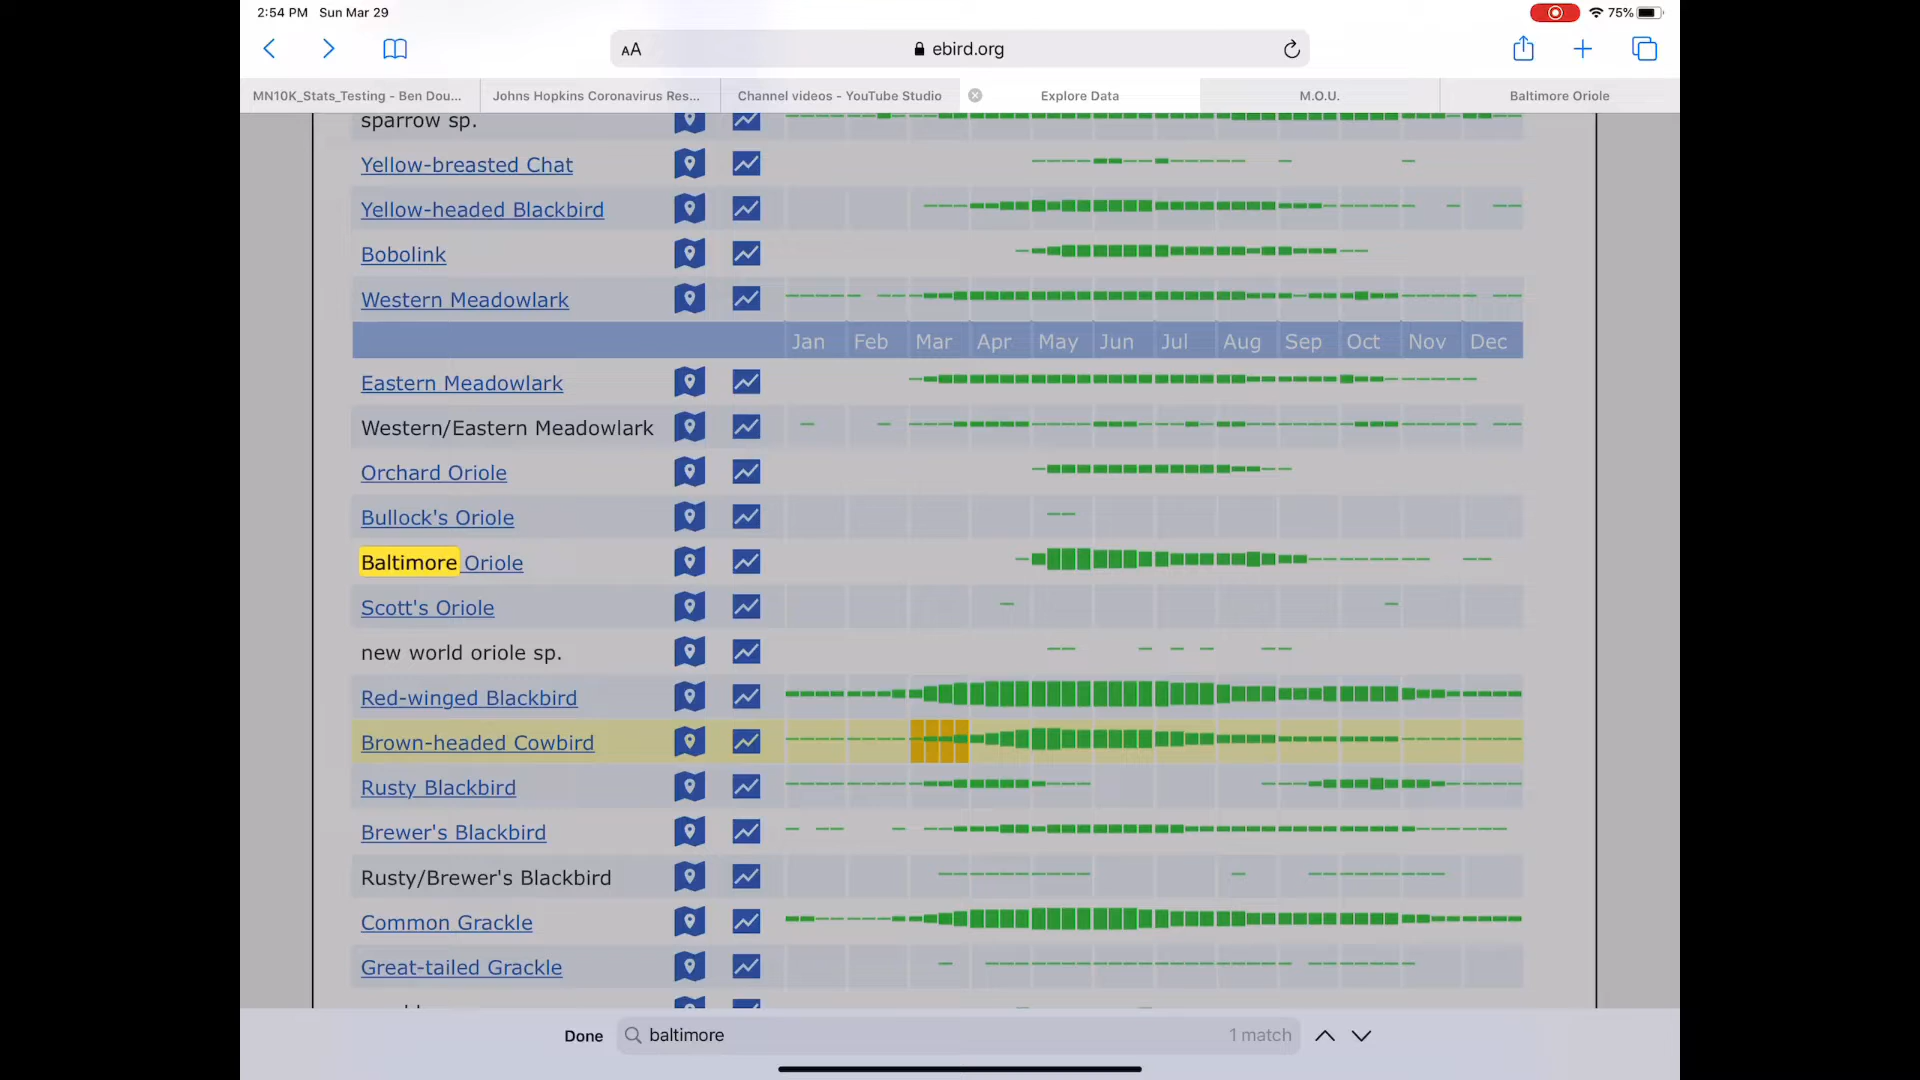 2:54 PM Sun Mar 29
75%
AA ebird.org
MN10K_Stats_Testing - Ben Dou...
Johns Hopkins Coronavirus Res...
Channel videos - YouTube Studio
Explore Data
M.O.U.
Baltimore Oriole
sparrow sp.
Yellow-breasted Chat
Yellow-headed Blackbird
Bobolink
Western Meadowlark
Jan Feb Mar Apr May Jun Jul Aug Sep Oct Nov Dec
Eastern Meadowlark
Western/Eastern Meadowlark
Orchard Oriole
Bullock's Oriole
Baltimore Oriole
Scott's Oriole
new world oriole sp.
Red-winged Blackbird
Brown-headed Cowbird
Rusty Blackbird
Brewer's Blackbird
Rusty/Brewer's Blackbird
Common Grackle
Great-tailed Grackle
Done baltimore 1 match